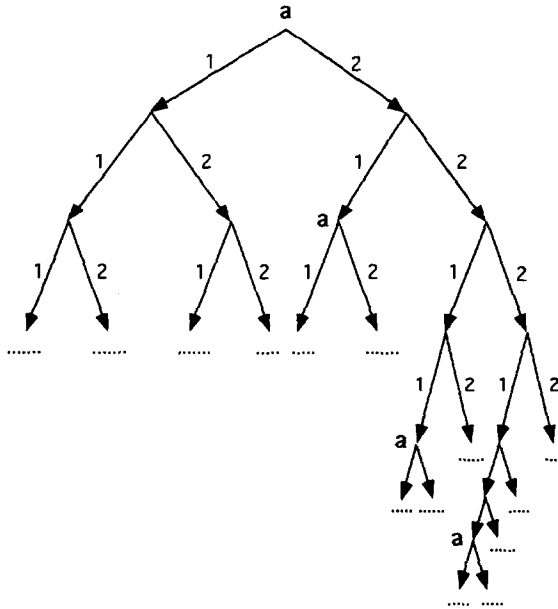 a
1 2
1 2 1 2
a
1 2 1 2 1 2 1 2
....... ....... ....... ..... ..... .......
1 2 1 2
a
...... ...
..... ...... .....
a
.....
..... .....